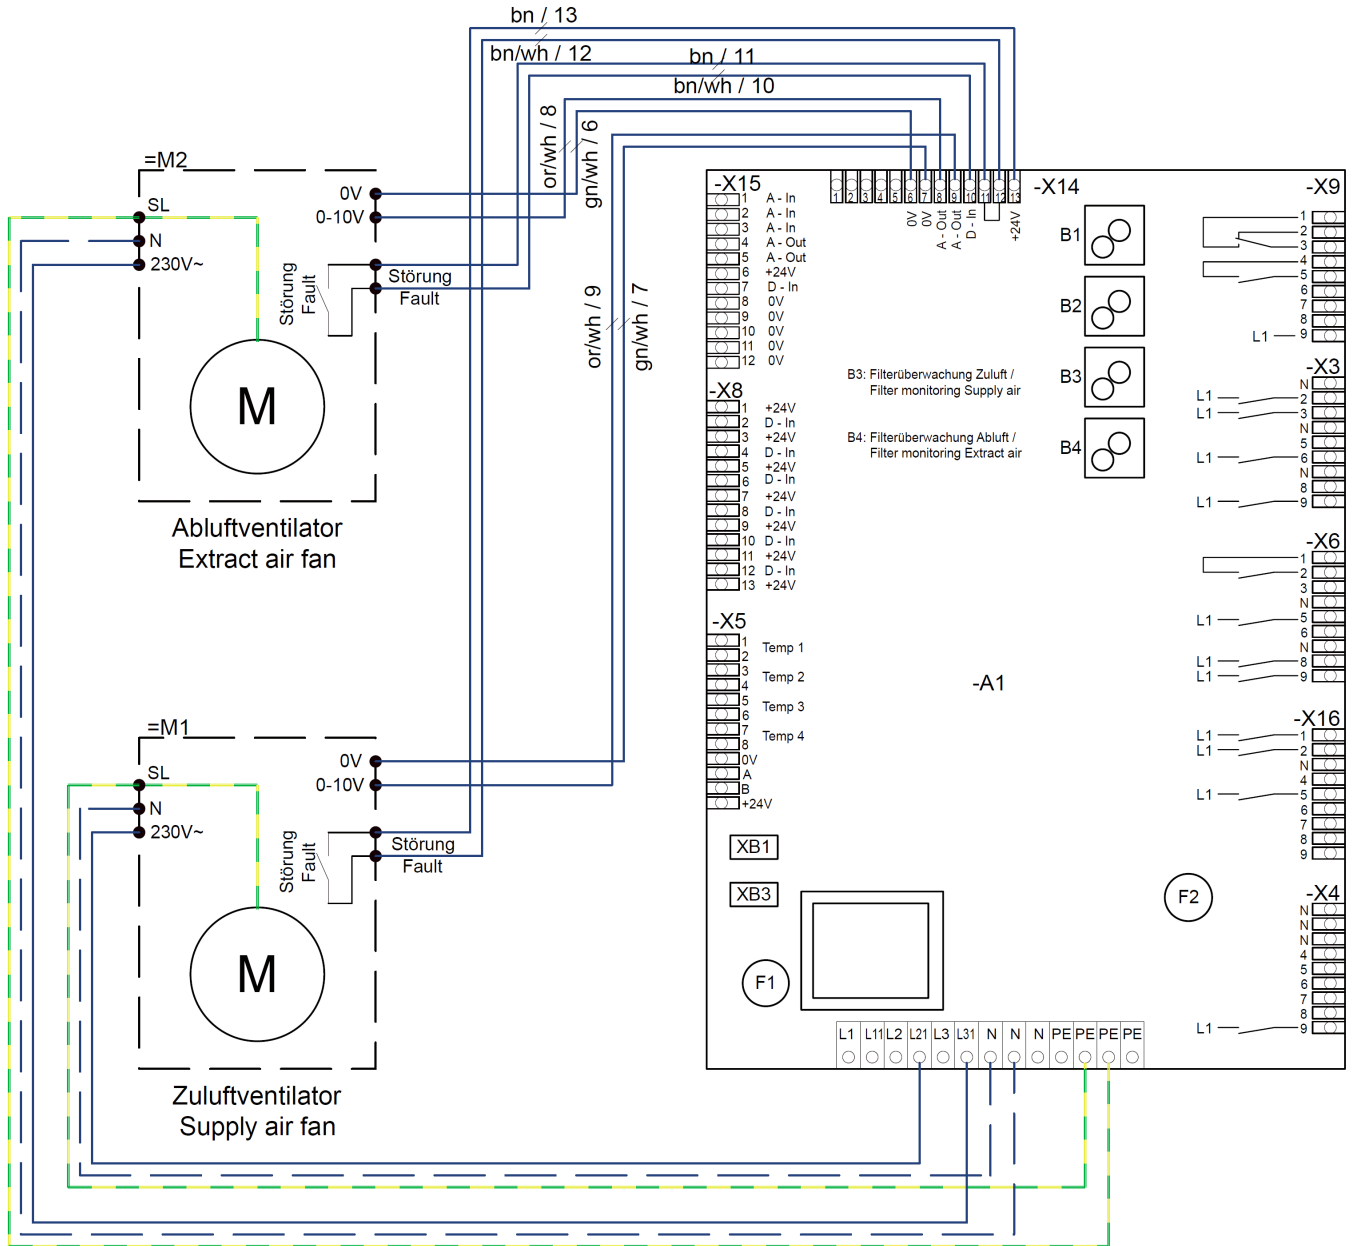 bn / 13
bn/wh / 12
bn / 11
bn/wh / 10
or/wh / 8
gn/wh / 6
or/wh / 9
gn/wh / 7
=M2
SL
N
230V~
0V
0-10V
Störung
Fault
Störung
Fault
M
Abluftventilator
Extract air fan
=M1
SL
N
230V~
0V
0-10V
Störung
Fault
Störung
Fault
M
Zuluftventilator
Supply air fan
-X15
1 A - In
2 A - In
3 A - In
4 A - Out
5 A - Out
6 +24V
7 D - In
8 0V
9 0V
10 0V
11 0V
12 0V
-X8
1 +24V
2 D - In
3 +24V
4 D - In
5 +24V
6 D - In
7 +24V
8 D - In
9 +24V
10 D - In
11 +24V
12 D - In
13 +24V
-X5
1
2
Temp 1
3
4
Temp 2
5
6
Temp 3
7
8
Temp 4
0V
A
B
+24V
XB1
XB3
F1
-X14
1 2 3 4 5 6 7 8 9 10 11 12 13
0V
0V
A - Out
A - Out
D - In
+24V
B1
B2
B3
B4
B3: Filterüberwachung Zuluft /
Filter monitoring Supply air
B4: Filterüberwachung Abluft /
Filter monitoring Extract air
-A1
F2
-X9
1
2
3
4
5
6
7
8
L1 9
-X3
N
L1 2
L1 3
N
5
L1 6
N
8
L1 9
-X6
1
2
3
N
L1 5
6
N
L1 8
L1 9
-X16
L1 1
L1 2
N
4
L1 5
6
7
8
9
-X4
N
N
N
4
5
6
7
8
L1 9
L1 L11 L2 L21 L3 L31 N N N PE PE PE PE